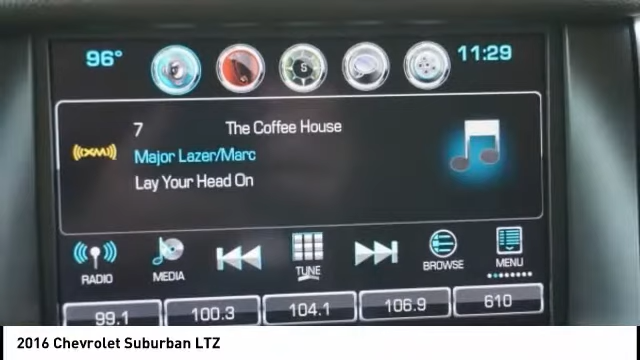 96° 11:29
S
7 The Coffee House
XM Major Lazer/Marc
Lay Your Head On
RADIO MEDIA TUNE BROWSE MENU
99.1 100.3 104.1 106.9 610
2016 Chevrolet Suburban LTZ